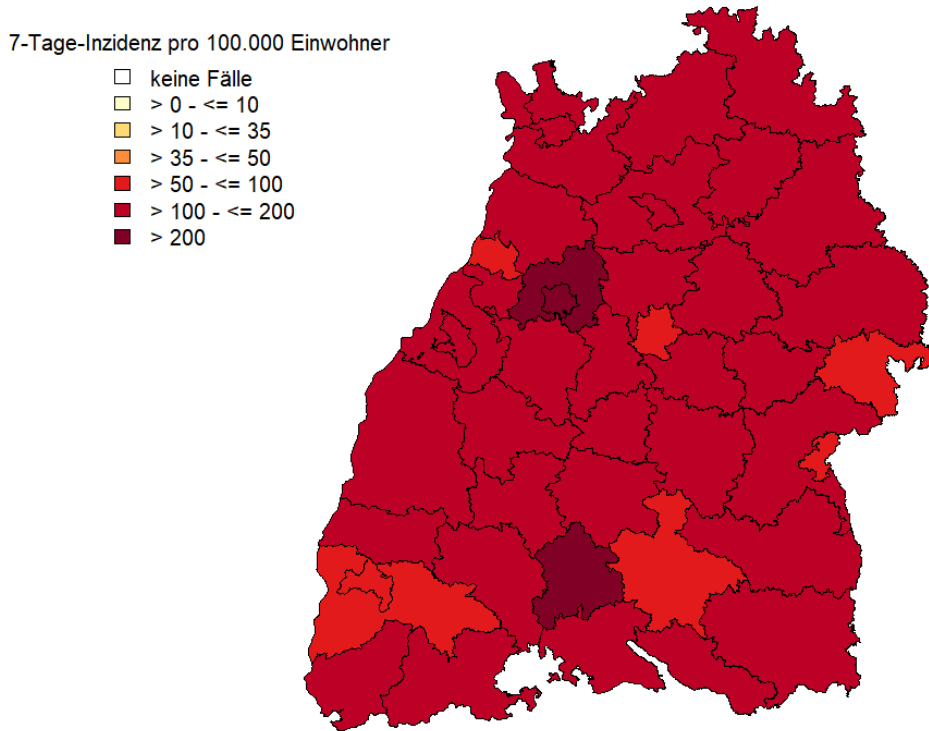 7-Tage-Inzidenz pro 100.000 Einwohner
keine Fälle
> 0 - <= 10
> 10 - <= 35
> 35 - <= 50
> 50 - <= 100
> 100 - <= 200
> 200